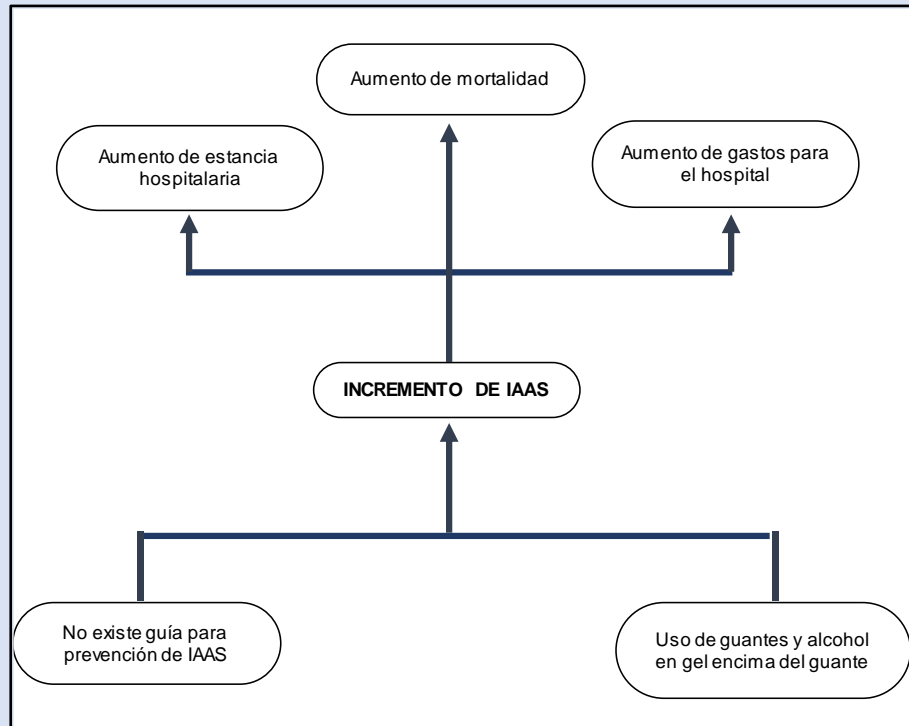 Aumento de mortalidad
Aumento de estancia
hospitalaria
Aumento de gastos para
el hospital
INCREMENTO DE IAAS
No existe guía para
prevención de IAAS
Uso de guantes y alcohol
en gel encima del guante